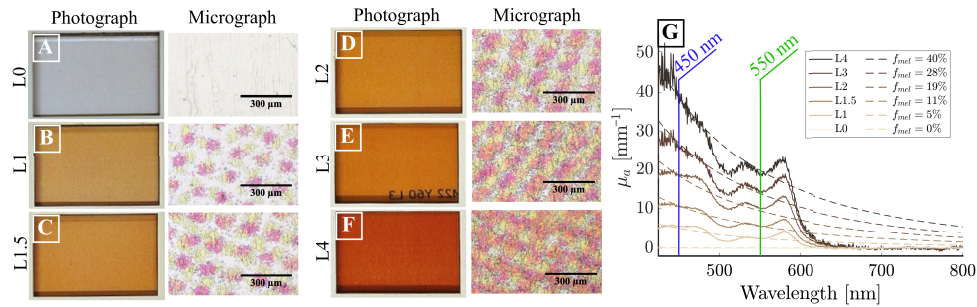 Photograph Micrograph Photograph Micrograph
L0 A 300 µm
L1 B 300 µm
L1.5 C 300 µm
L2 D 300 µm
L3 E 300 µm
M22 Y60 L3
L4 F 300 µm
G
450 nm
550 nm
L4 f_mel = 40%
L3 f_mel = 28%
L2 f_mel = 19%
L1.5 f_mel = 11%
L1 f_mel = 5%
L0 f_mel = 0%
µ_a [mm⁻¹]
50
40
30
20
10
0
500 600 700 800
Wavelength [nm]